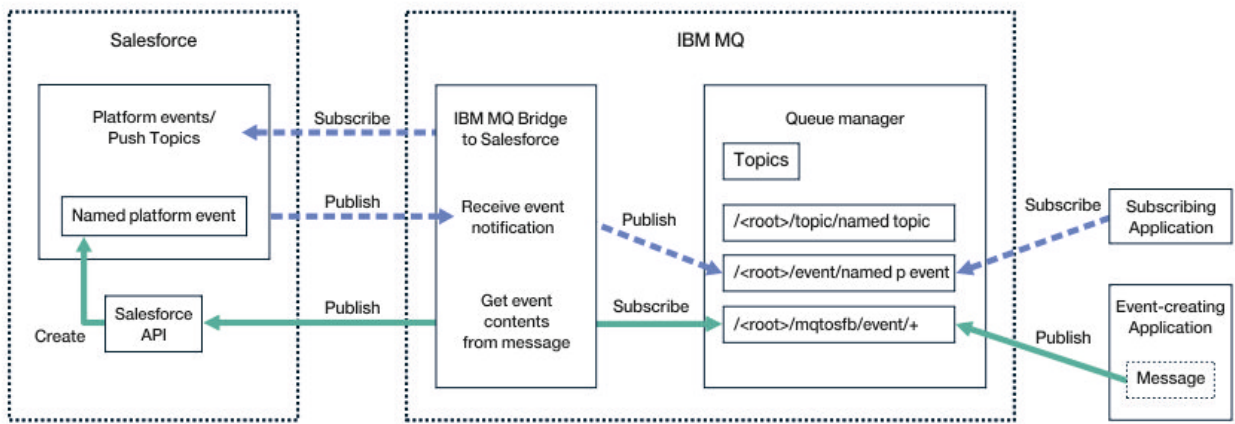 Salesforce
IBM MQ
Platform events/
Push Topics
Subscribe
IBM MQ Bridge
to Salesforce
Queue manager
Topics
Named platform event
Publish
Receive event
notification
Publish
/<root>/topic/named topic
Subscribe
Subscribing
Application
/<root>/event/named p event
Salesforce
API
Create
Publish
Get event
contents
from message
Subscribe
/<root>/mqtosfb/event/+
Publish
Event-creating
Application
Message